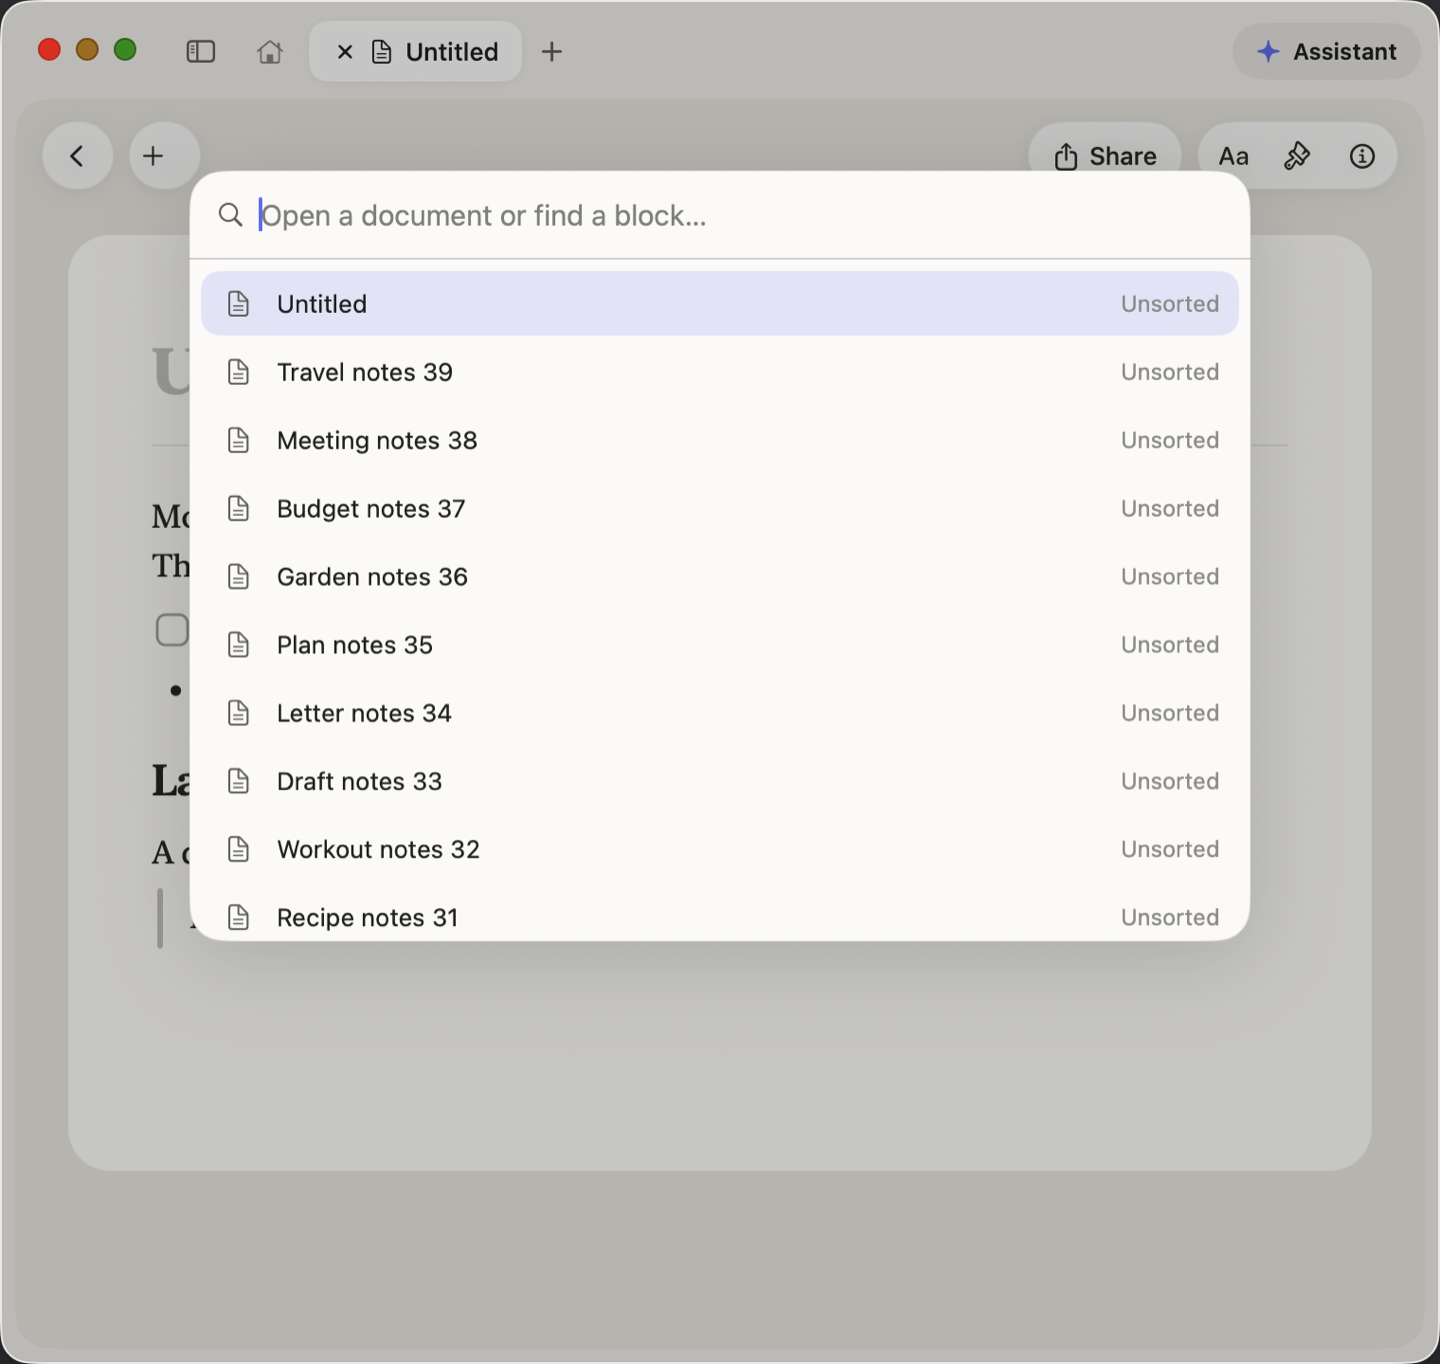 Untitled
Assistant
Share
Aa
Open a document or find a block...
Untitled Unsorted
Travel notes 39 Unsorted
Meeting notes 38 Unsorted
Budget notes 37 Unsorted
Garden notes 36 Unsorted
Plan notes 35 Unsorted
Letter notes 34 Unsorted
Draft notes 33 Unsorted
Workout notes 32 Unsorted
Recipe notes 31 Unsorted